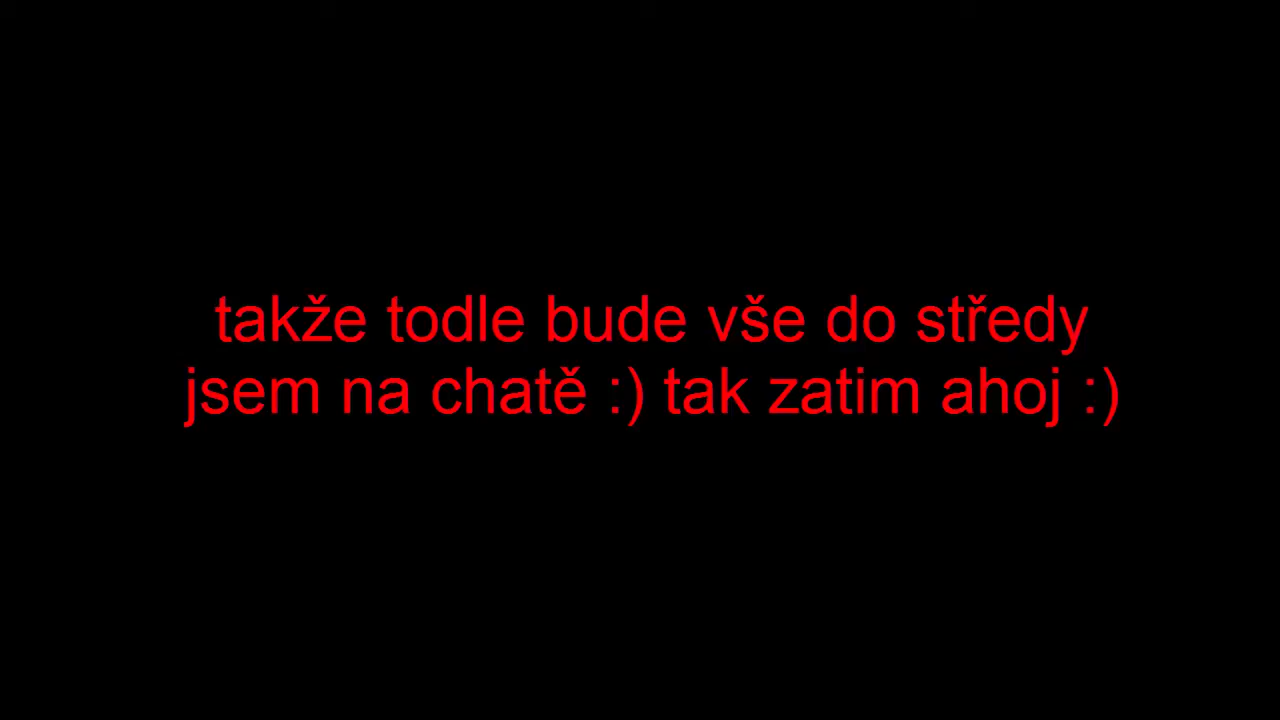 takže todle bude vše do středy
jsem na chatě :) tak zatim ahoj :)